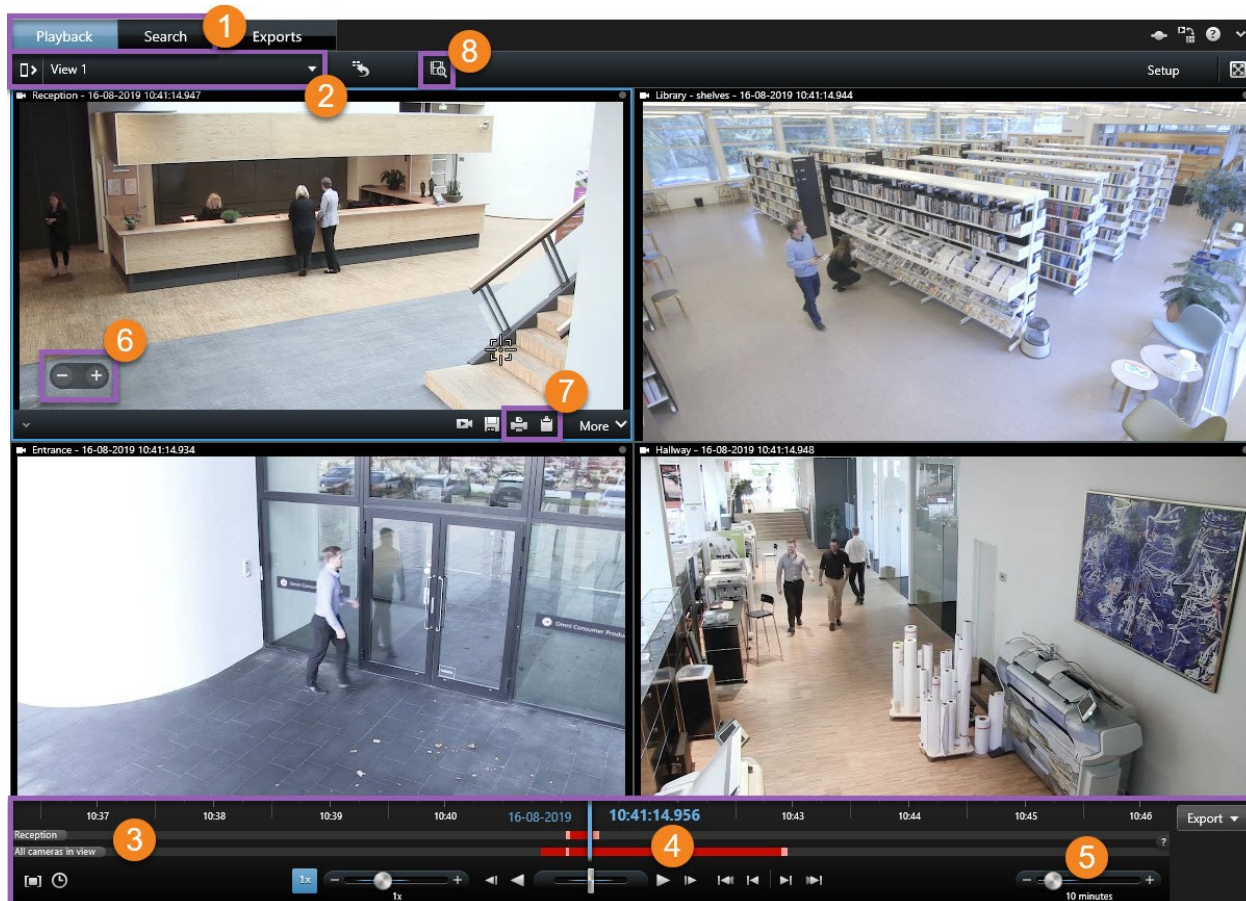 Playback Search 1 Exports
8
View 1
Setup
2
Reception - 16-08-2019 10:41:14.947
Library - shelves - 16-08-2019 10:41:14.944
6
7
More
Entrance - 16-08-2019 10:41:14.934
Hallway - 16-08-2019 10:41:14.948
Omni Consumer Produ
10:37 10:38 10:39 10:40 16-08-2019 10:41:14.956 10:43 10:44 10:45 10:46
Export
Reception
3
4
All cameras in view
?
5
1x
1x
10 minutes